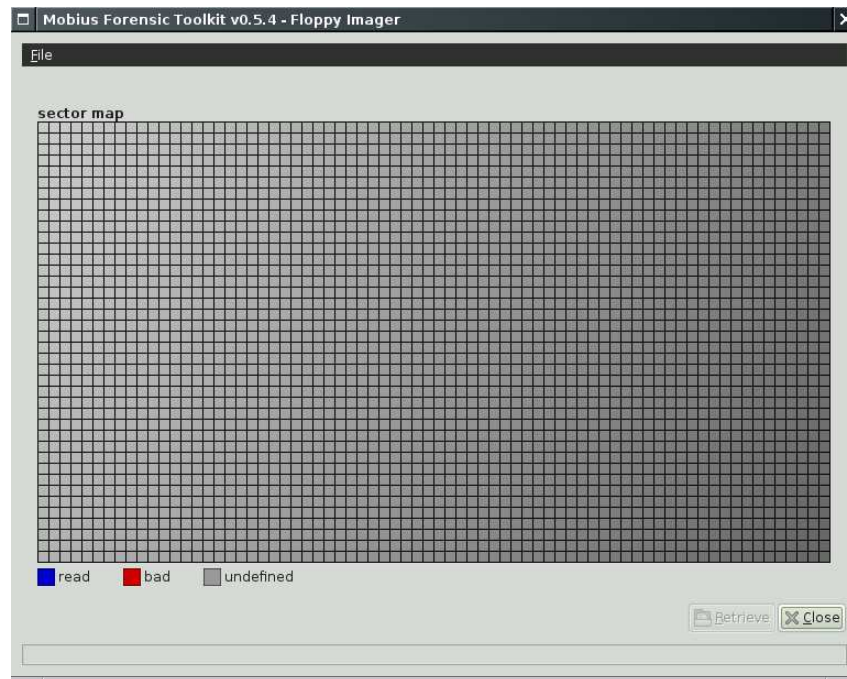 Mobius Forensic Toolkit v0.5.4 - Floppy Imager
File
sector map
read bad undefined
Retrieve Close